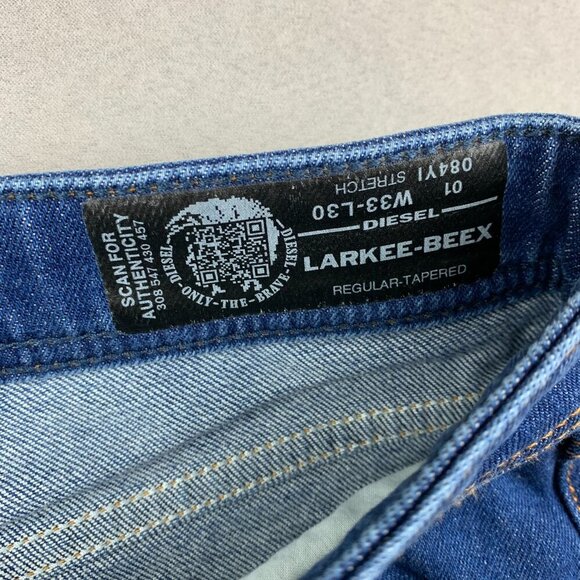 SCAN FOR
AUTHENTICITY
308 547 430 457
DIESEL-ONLY-THE-BRAVE-DIESEL
01
084YI STRETCH
W33-L30
DIESEL
LARKEE-BEEX
REGULAR-TAPERED